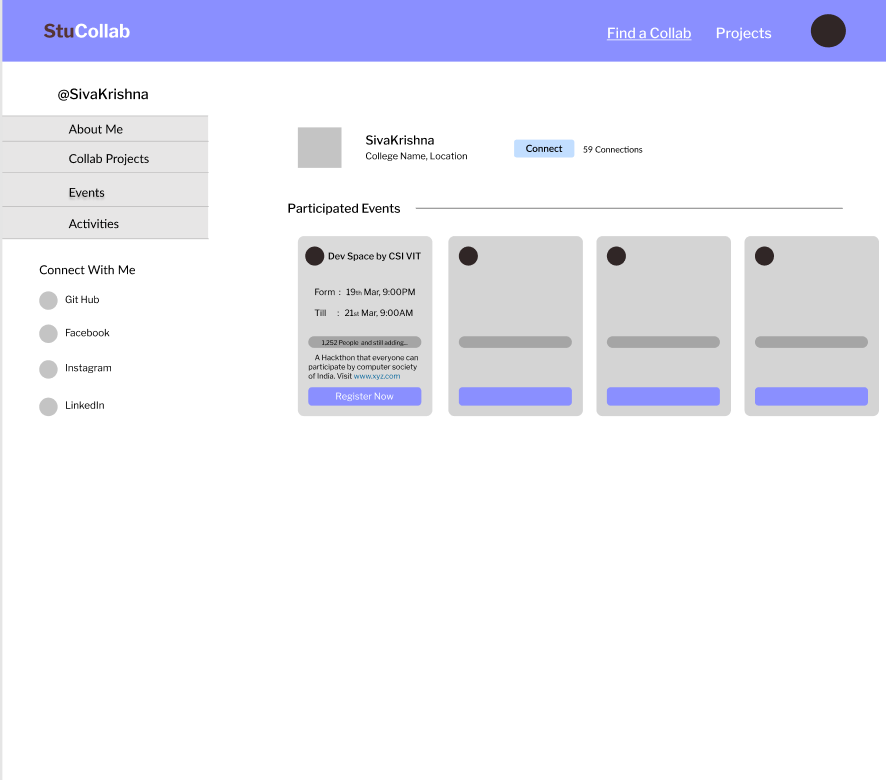 StuCollab
Find a Collab
Projects
@SivaKrishna
About Me
Collab Projects
Events
Activities
Connect With Me
Git Hub
Facebook
Instagram
LinkedIn
SivaKrishna
College Name, Location
Connect
59 Connections
Participated Events
Dev Space by CSI VIT
Form : 19th Mar, 9:00PM
Till : 21st Mar, 9:00AM
1,252 People and still adding...
A Hackthon that everyone can
participate by computer society
of India. Visit www.xyz.com
Register Now